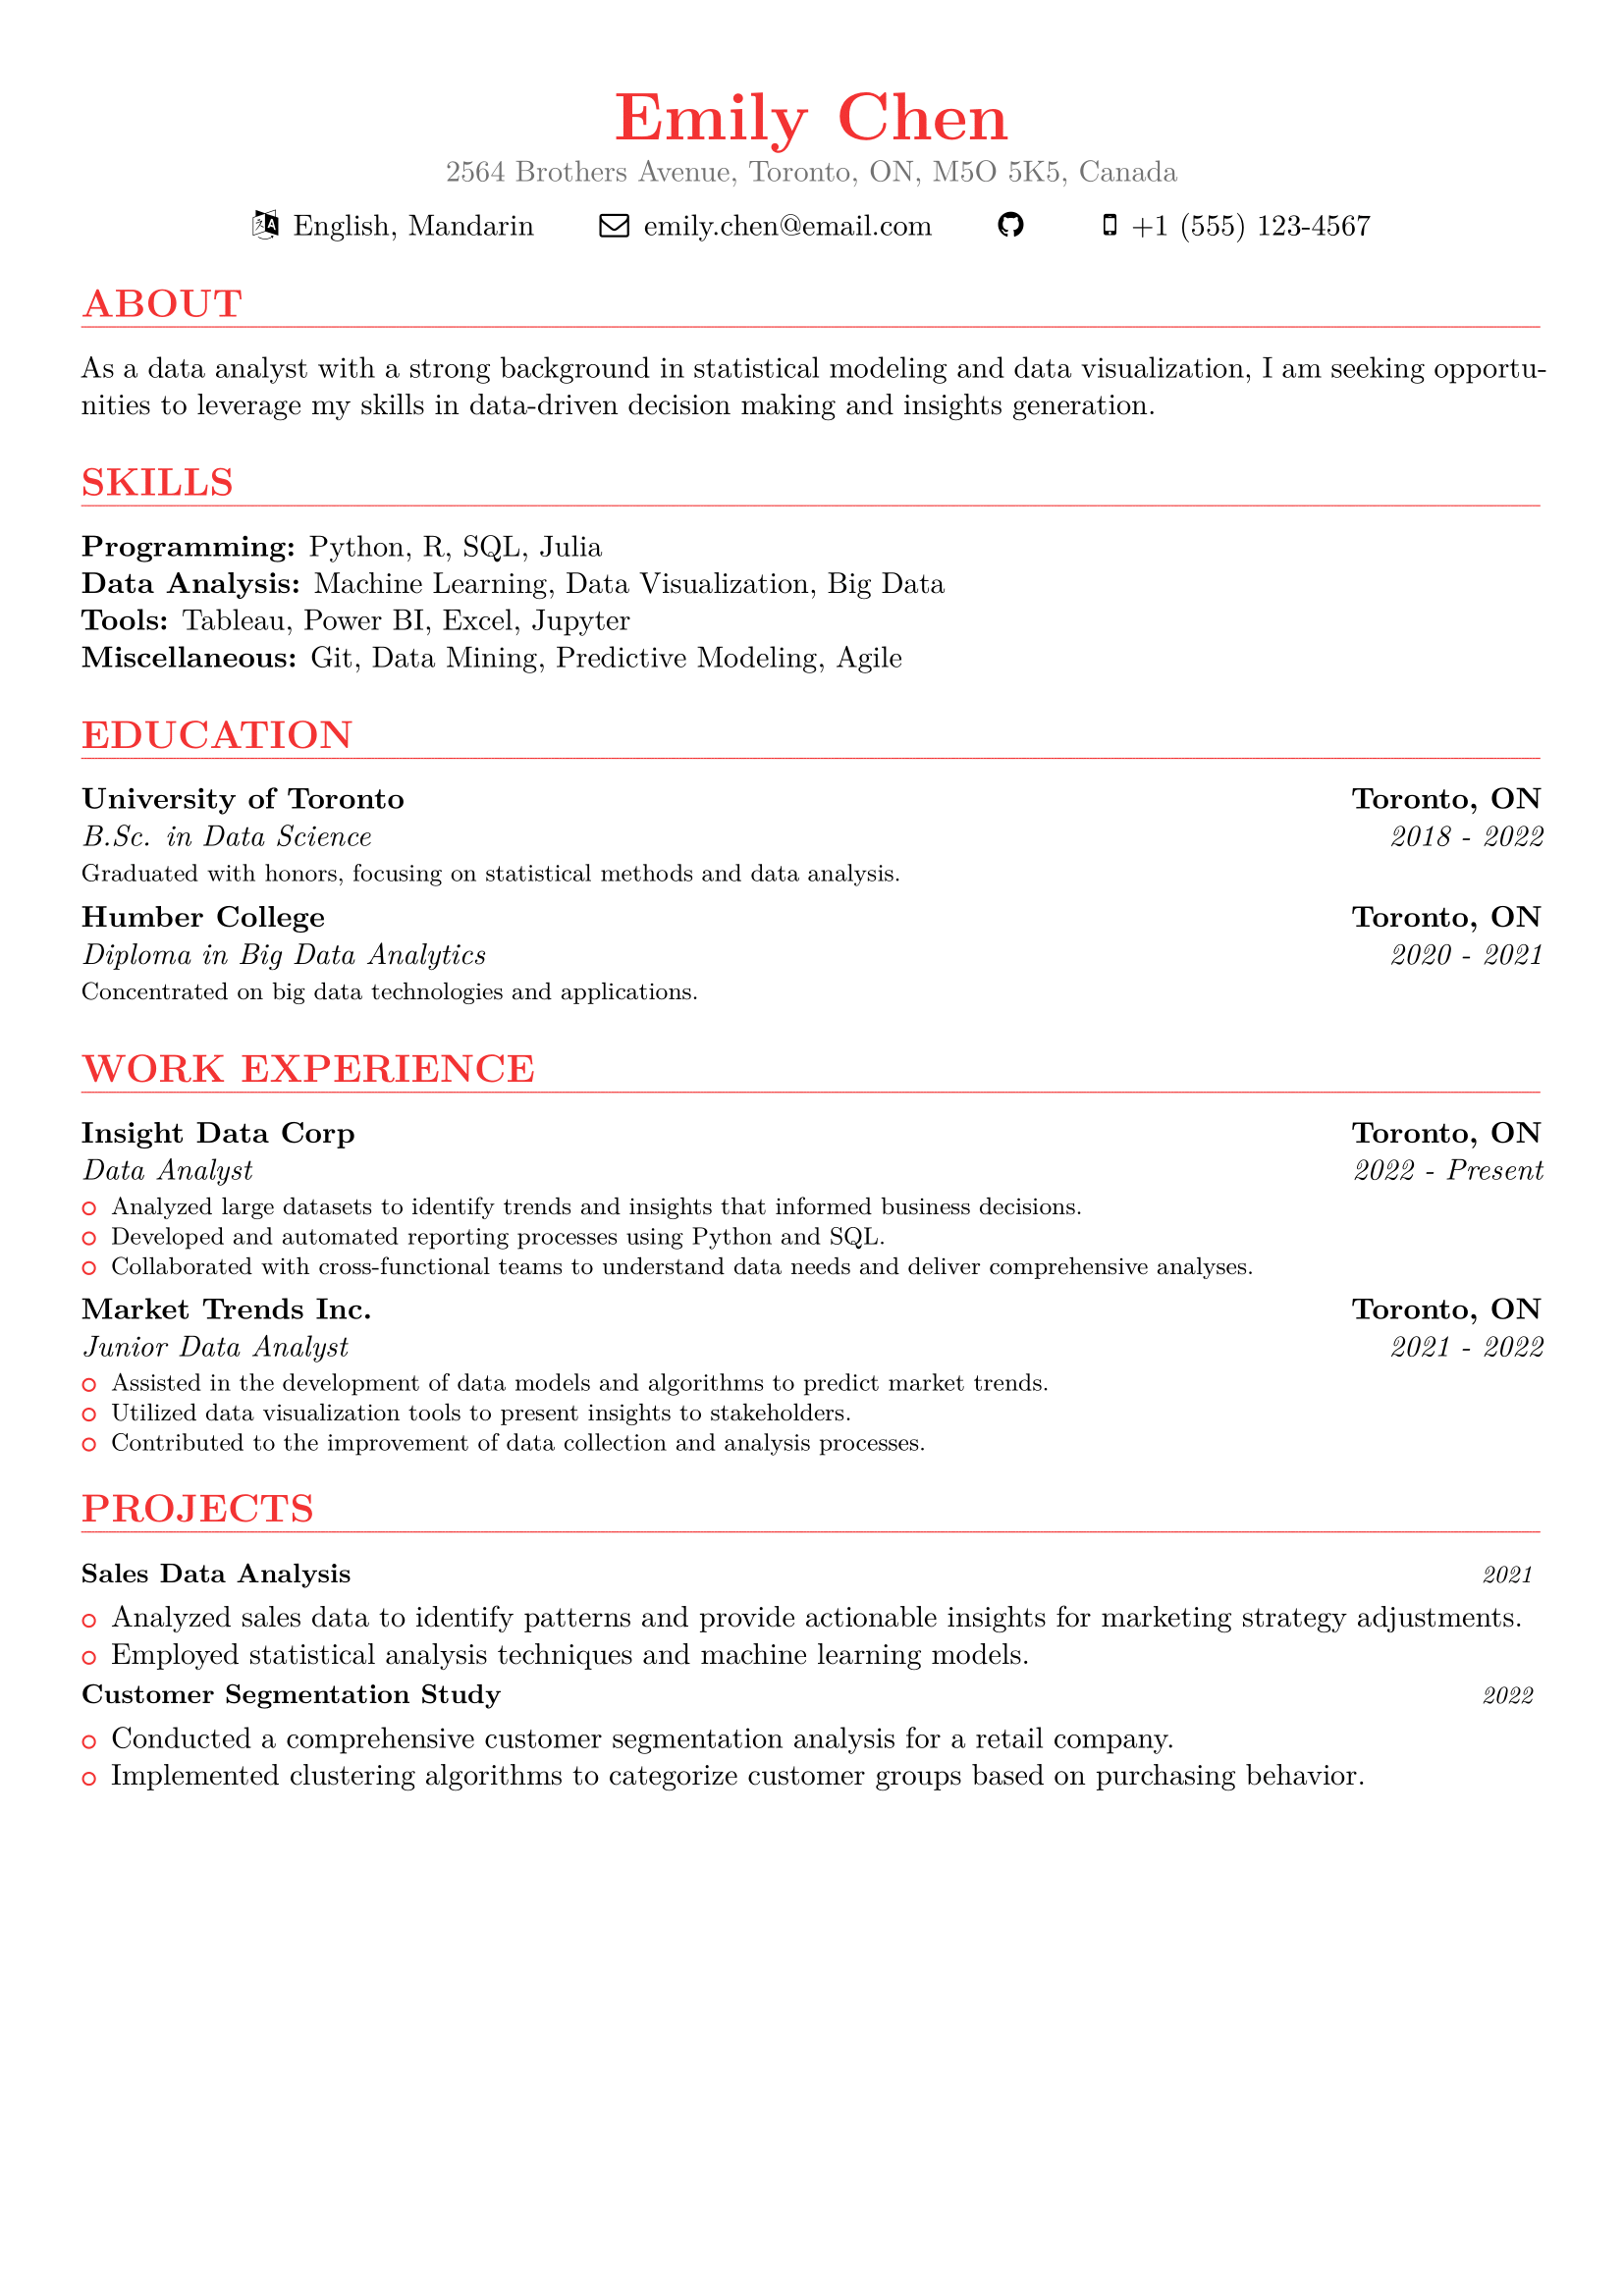 Emily Chen
2564 Brothers Avenue, Toronto, ON, M5O 5K5, Canada
English, Mandarin emily.chen@email.com +1 (555) 123-4567
ABOUT
As a data analyst with a strong background in statistical modeling and data visualization, I am seeking opportu-
nities to leverage my skills in data-driven decision making and insights generation.
SKILLS
Programming: Python, R, SQL, Julia
Data Analysis: Machine Learning, Data Visualization, Big Data
Tools: Tableau, Power BI, Excel, Jupyter
Miscellaneous: Git, Data Mining, Predictive Modeling, Agile
EDUCATION
University of Toronto Toronto, ON
B.Sc. in Data Science 2018 - 2022
Graduated with honors, focusing on statistical methods and data analysis.
Humber College Toronto, ON
Diploma in Big Data Analytics 2020 - 2021
Concentrated on big data technologies and applications.
WORK EXPERIENCE
Insight Data Corp Toronto, ON
Data Analyst 2022 - Present
Analyzed large datasets to identify trends and insights that informed business decisions.
Developed and automated reporting processes using Python and SQL.
Collaborated with cross-functional teams to understand data needs and deliver comprehensive analyses.
Market Trends Inc. Toronto, ON
Junior Data Analyst 2021 - 2022
Assisted in the development of data models and algorithms to predict market trends.
Utilized data visualization tools to present insights to stakeholders.
Contributed to the improvement of data collection and analysis processes.
PROJECTS
Sales Data Analysis 2021
Analyzed sales data to identify patterns and provide actionable insights for marketing strategy adjustments.
Employed statistical analysis techniques and machine learning models.
Customer Segmentation Study 2022
Conducted a comprehensive customer segmentation analysis for a retail company.
Implemented clustering algorithms to categorize customer groups based on purchasing behavior.